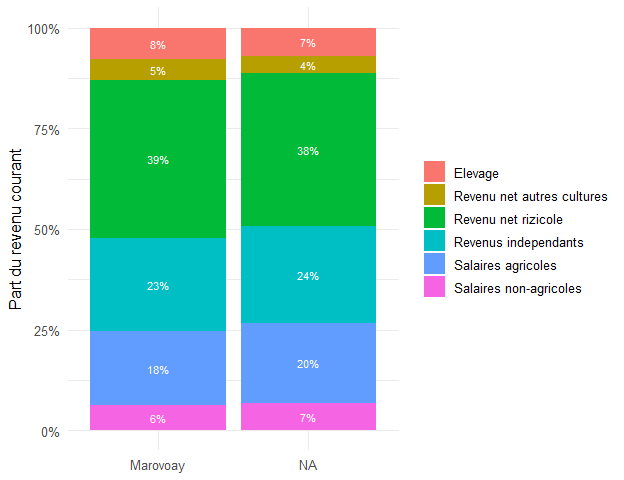 100%
75%
50%
25%
0%
Part du revenu courant
8%
5%
39%
23%
18%
6%
7%
4%
38%
24%
20%
7%
Marovoay
NA
Elevage
Revenu net autres cultures
Revenu net rizicole
Revenus independants
Salaires agricoles
Salaires non-agricoles